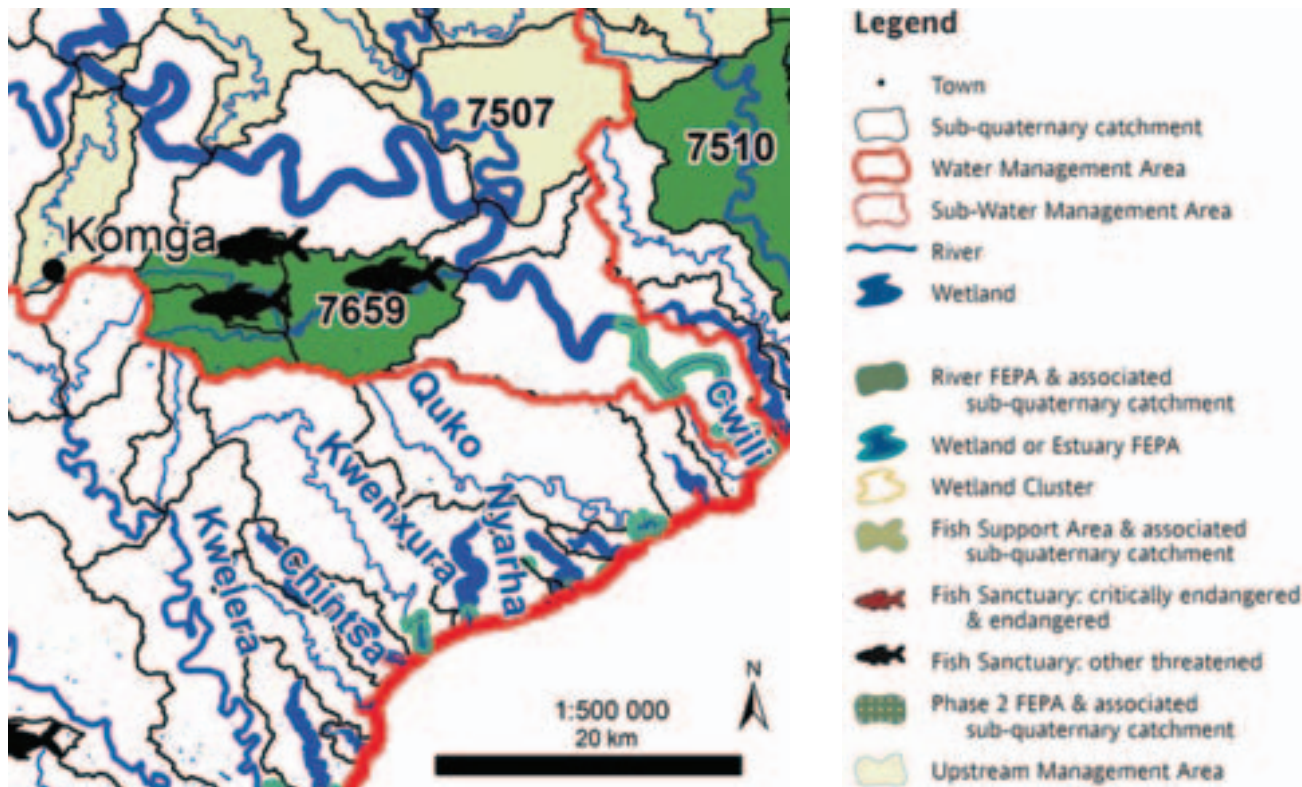 7507
7510
Komga
7659
Cwili
Quko
Kwenxura
Nyarha
Kwelera
Chintsa
N
1:500 000
20 km
Legend
Town
Sub-quaternary catchment
Water Management Area
Sub-Water Management Area
River
Wetland
River FEPA & associated
sub-quaternary catchment
Wetland or Estuary FEPA
Wetland Cluster
Fish Support Area & associated
sub-quaternary catchment
Fish Sanctuary: critically endangered
& endangered
Fish Sanctuary: other threatened
Phase 2 FEPA & associated
sub-quaternary catchment
Upstream Management Area